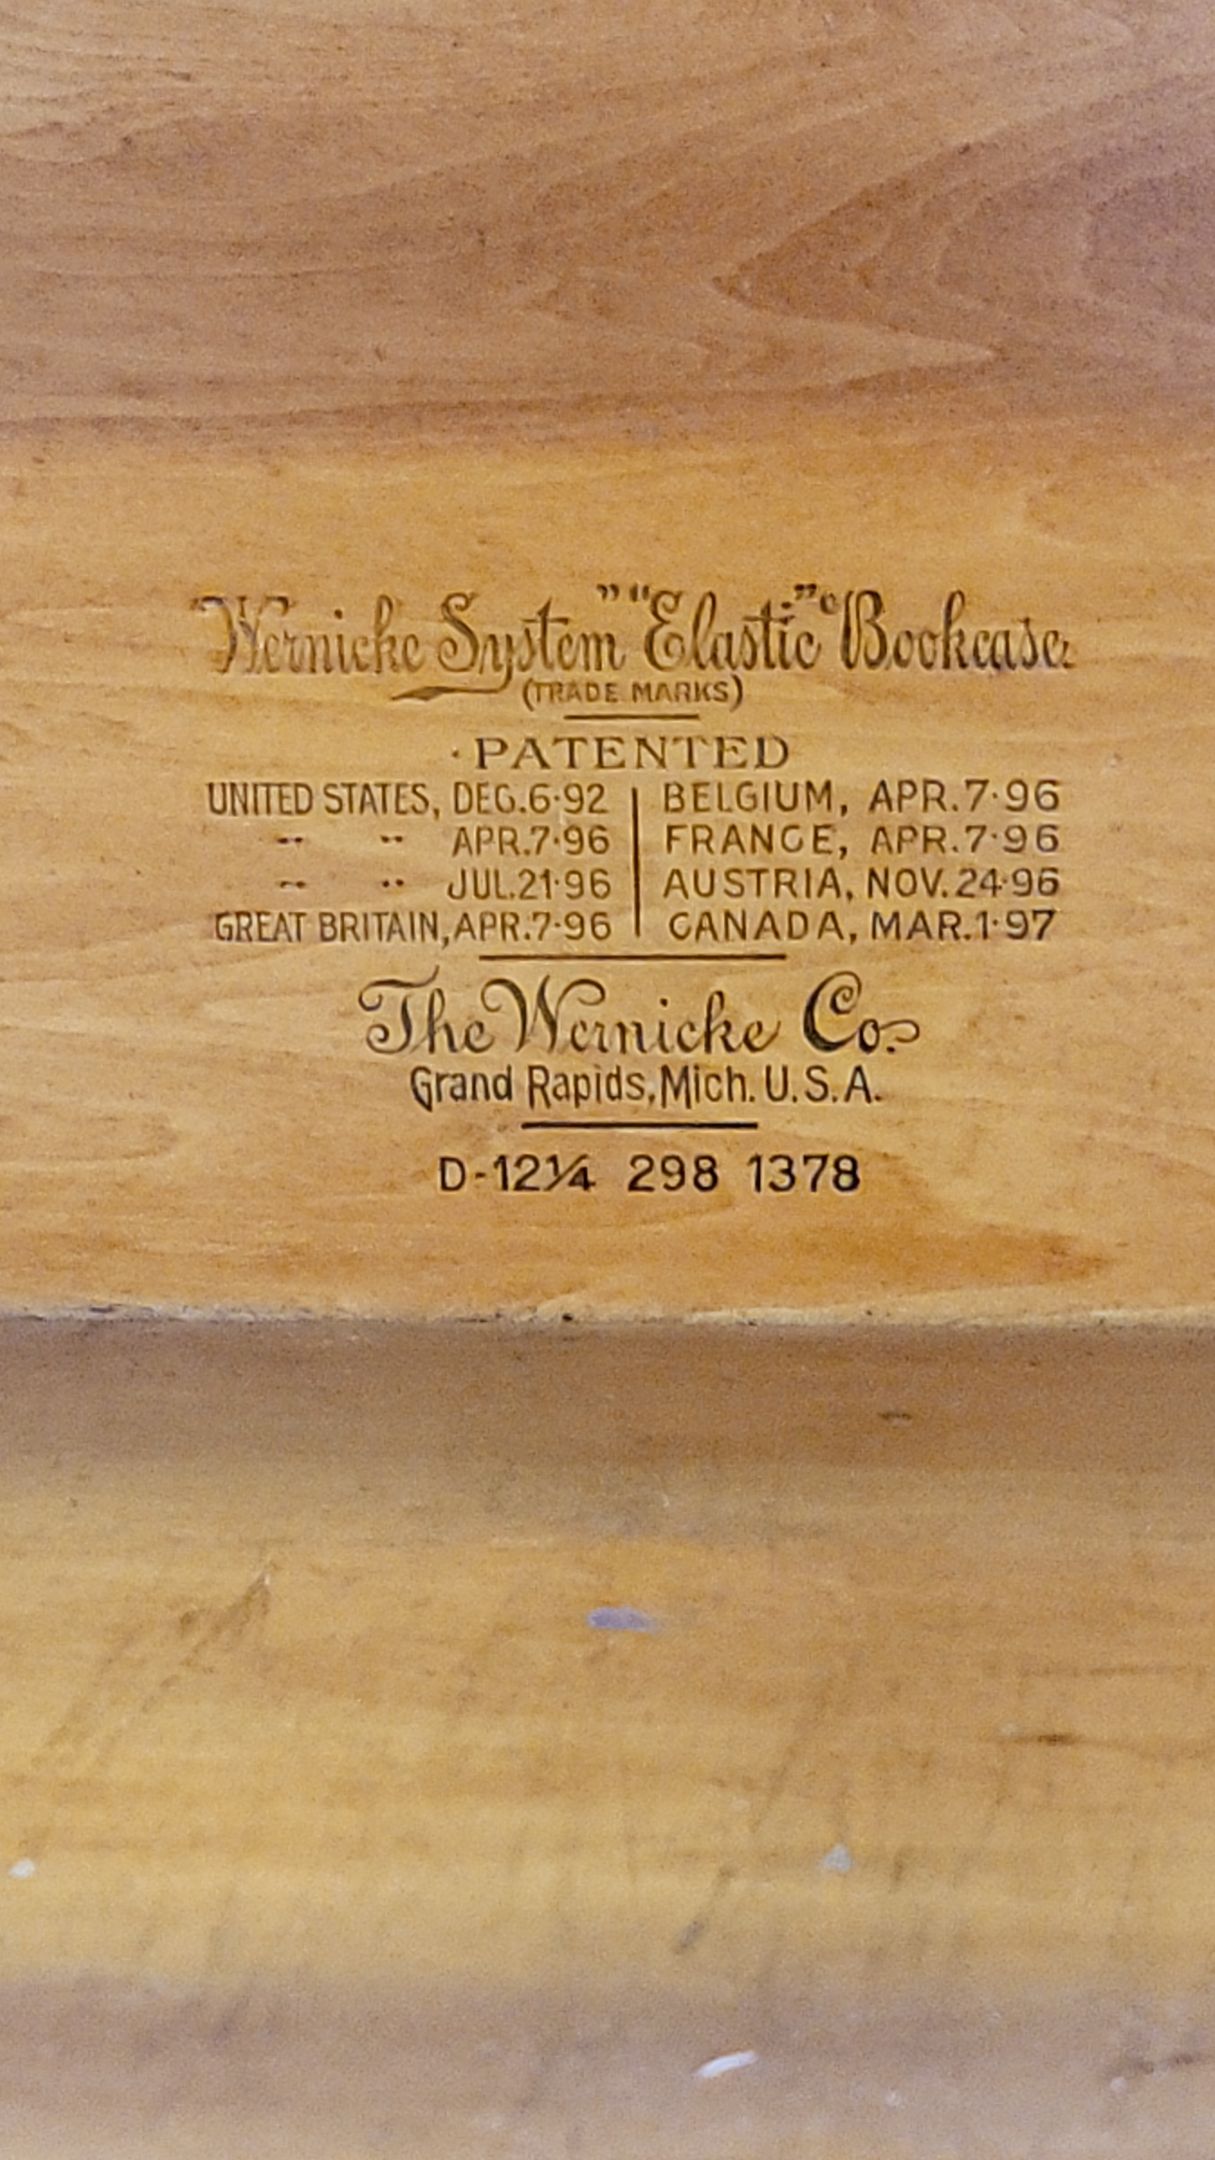 "Wernicke System" "Elastic" Bookcase
(TRADE MARKS)
PATENTED
UNITED STATES, DEC.6·92 | BELGIUM, APR.7·96
" " APR.7·96 | FRANCE, APR.7·96
" " JUL.21·96 | AUSTRIA, NOV.24·96
GREAT BRITAIN, APR.7·96 | CANADA, MAR.1·97
The Wernicke Co.
Grand Rapids, Mich. U.S.A.
D-12¼ 298 1378